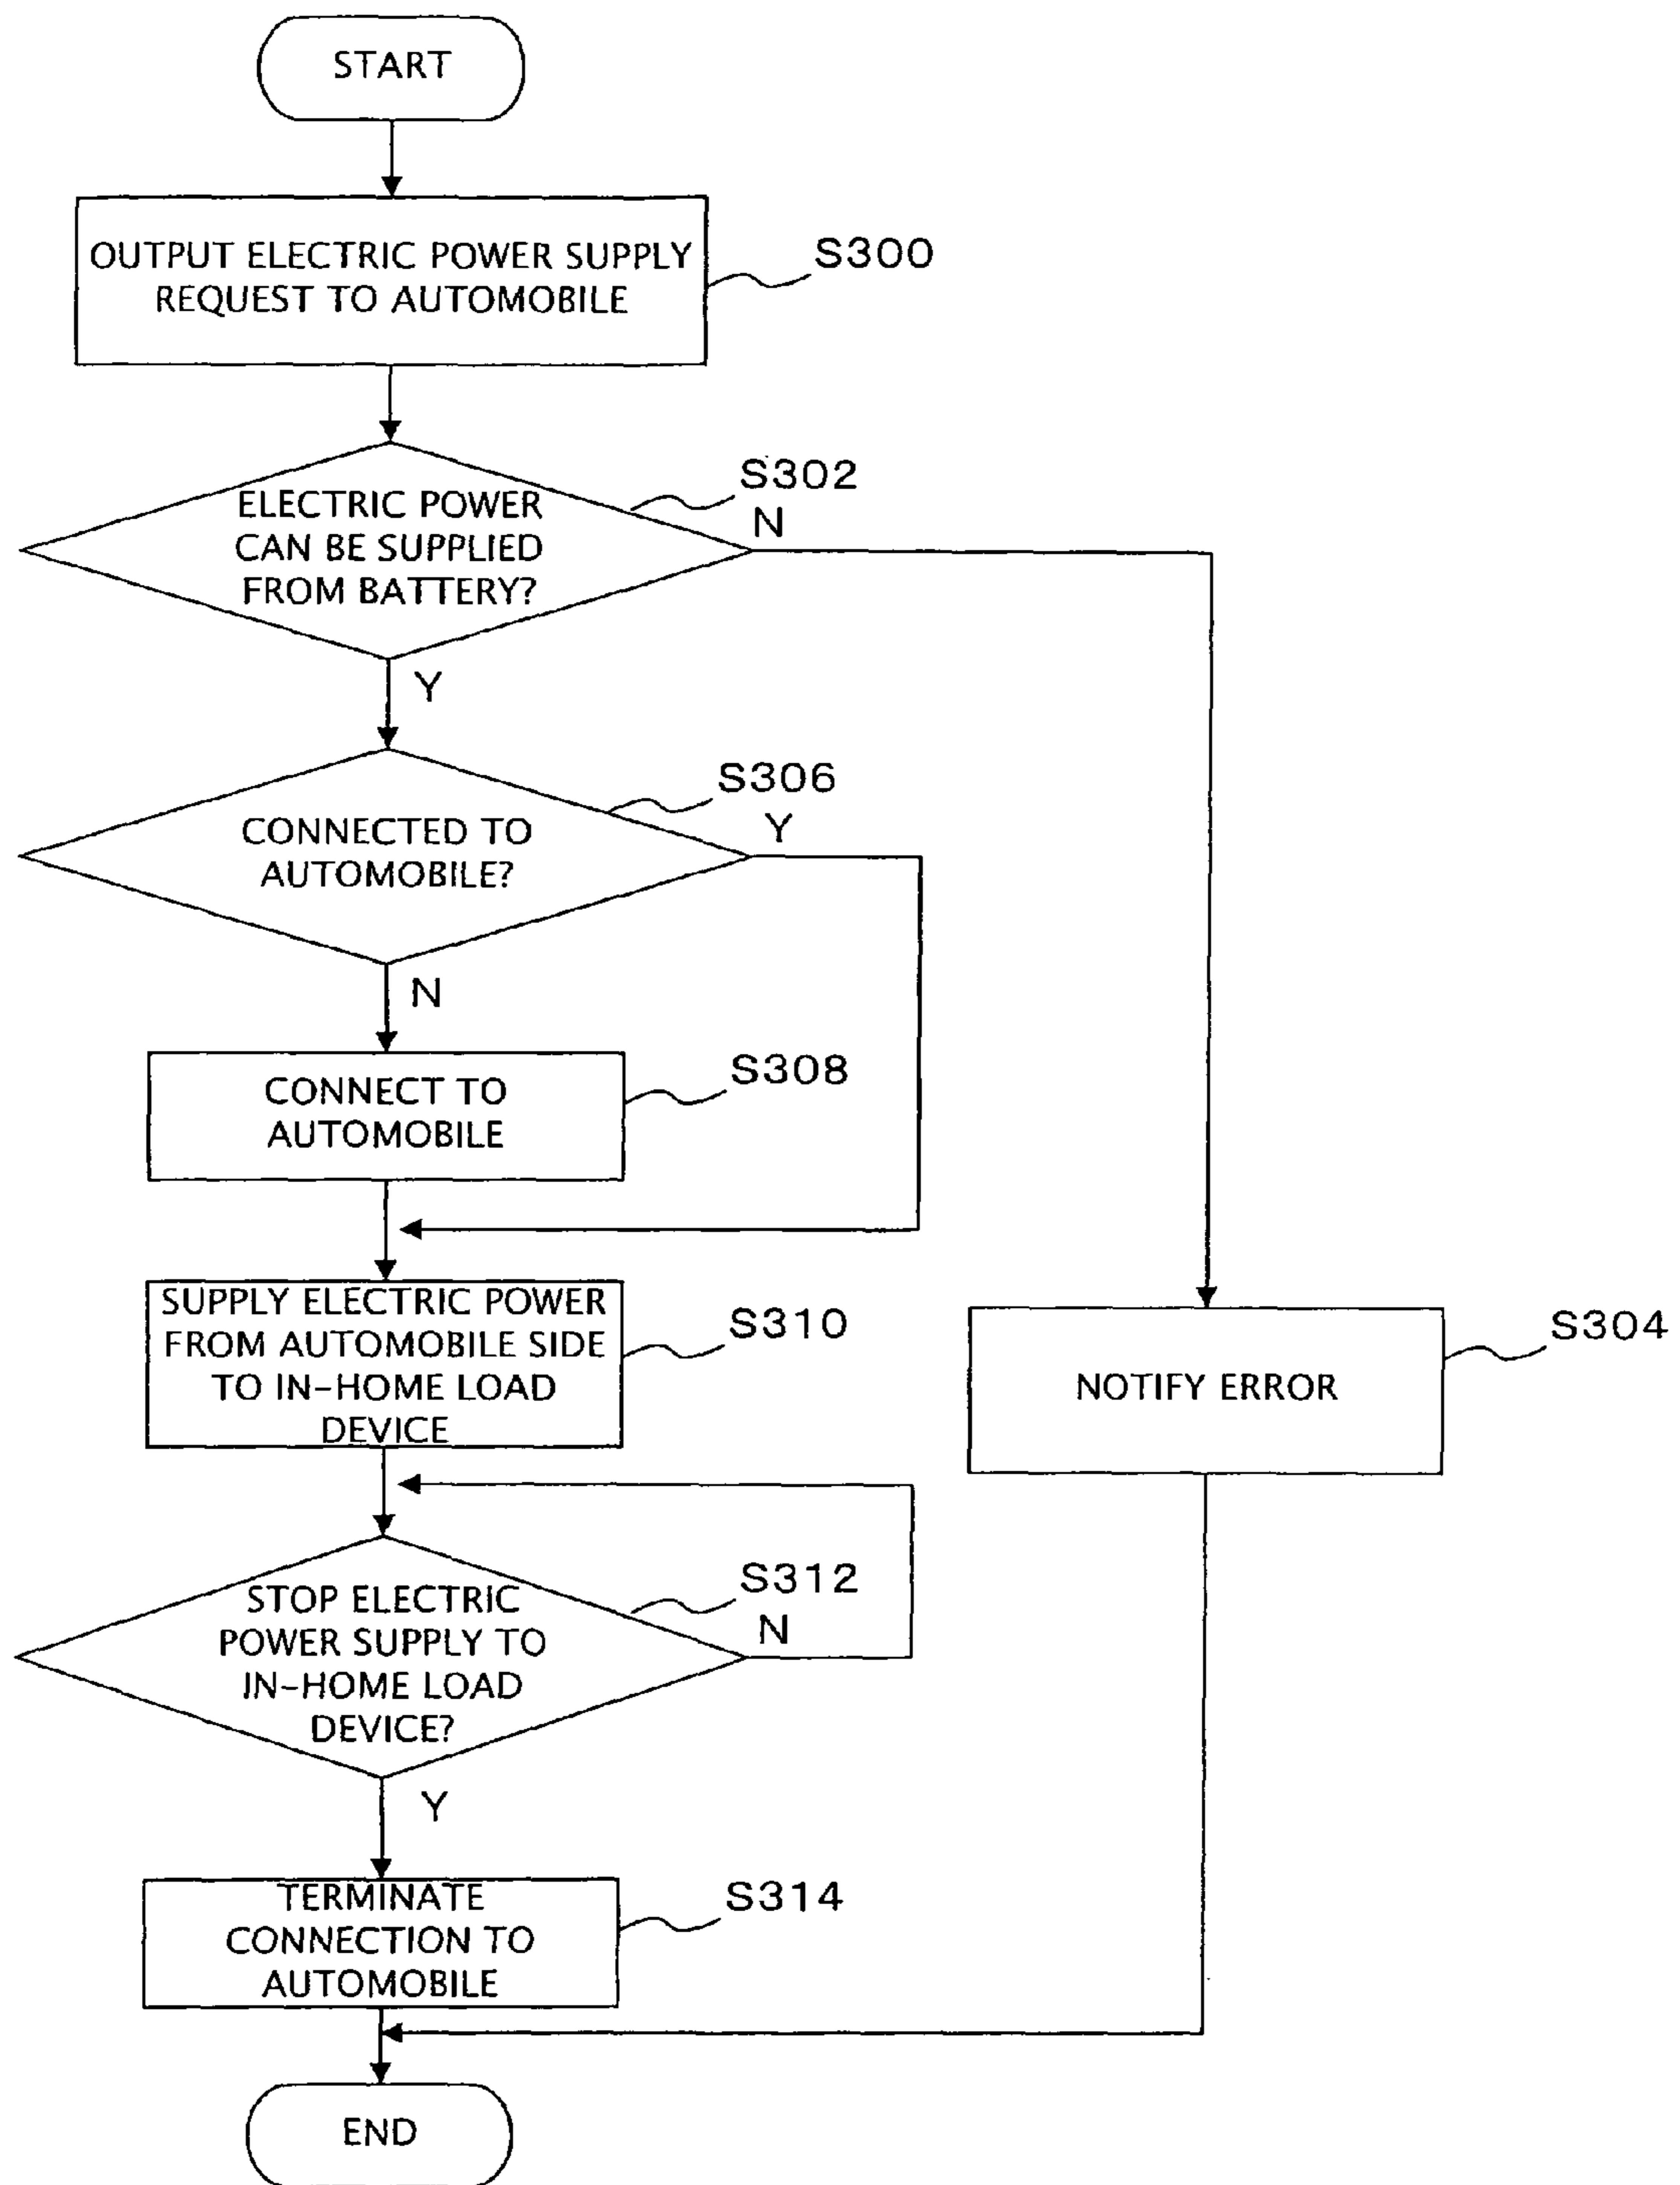 START
OUTPUT ELECTRIC POWER SUPPLY
REQUEST TO AUTOMOBILE
S300
S302
ELECTRIC POWER
CAN BE SUPPLIED
FROM BATTERY?
N
Y
S306
CONNECTED TO
AUTOMOBILE?
Y
N
CONNECT TO
AUTOMOBILE
S308
SUPPLY ELECTRIC POWER
FROM AUTOMOBILE SIDE
TO IN-HOME LOAD
DEVICE
S310
NOTIFY ERROR
S304
S312
STOP ELECTRIC
POWER SUPPLY TO
IN-HOME LOAD
DEVICE?
N
Y
TERMINATE
CONNECTION TO
AUTOMOBILE
S314
END